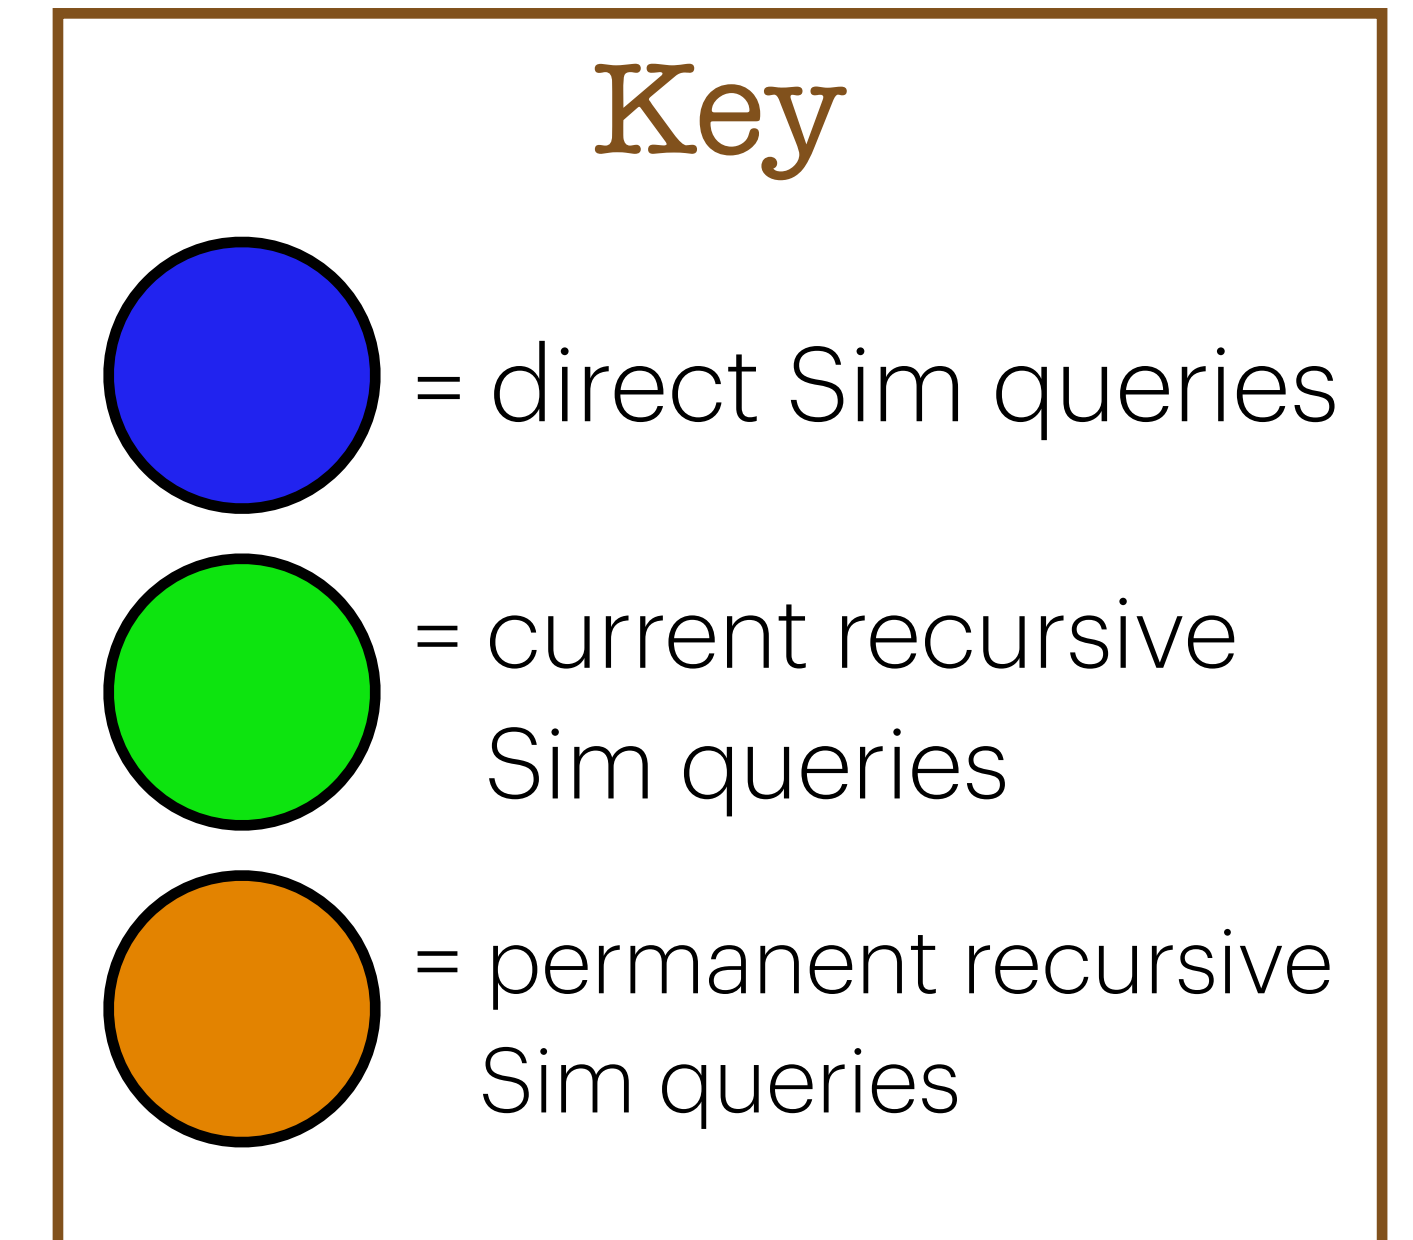 Key
= direct Sim queries
= current recursive
Sim queries
= permanent recursive
Sim queries